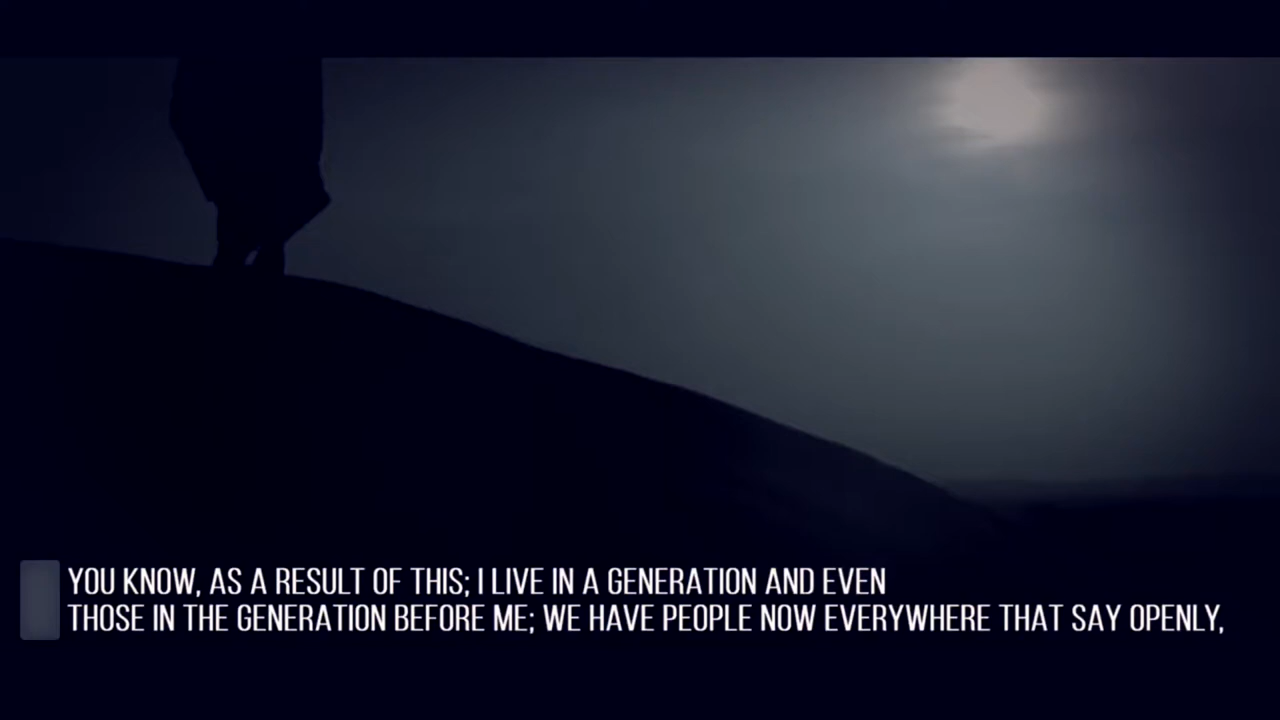 YOU KNOW, AS A RESULT OF THIS; I LIVE IN A GENERATION AND EVEN
THOSE IN THE GENERATION BEFORE ME; WE HAVE PEOPLE NOW EVERYWHERE THAT SAY OPENLY,